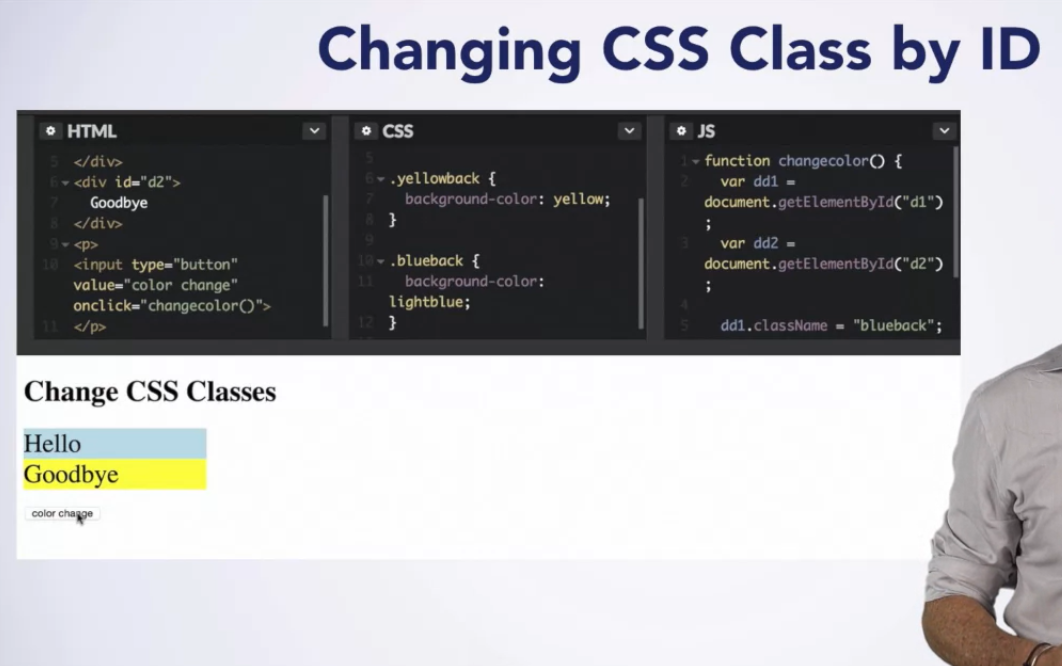 Changing CSS Class by ID
HTML
5 </div>
6 <div id="d2">
7 Goodbye
8 </div>
9 <p>
10 <input type="button"
value="color change"
onclick="changecolor()">
11 </p>
CSS
5
6 .yellowback {
7 background-color: yellow;
8 }
9
10 .blueback {
11 background-color:
lightblue;
12 }
JS
1 function changecolor() {
2 var dd1 =
document.getElementById("d1")
;
3 var dd2 =
document.getElementById("d2")
;
4
5 dd1.className = "blueback";
Change CSS Classes
Hello
Goodbye
color change